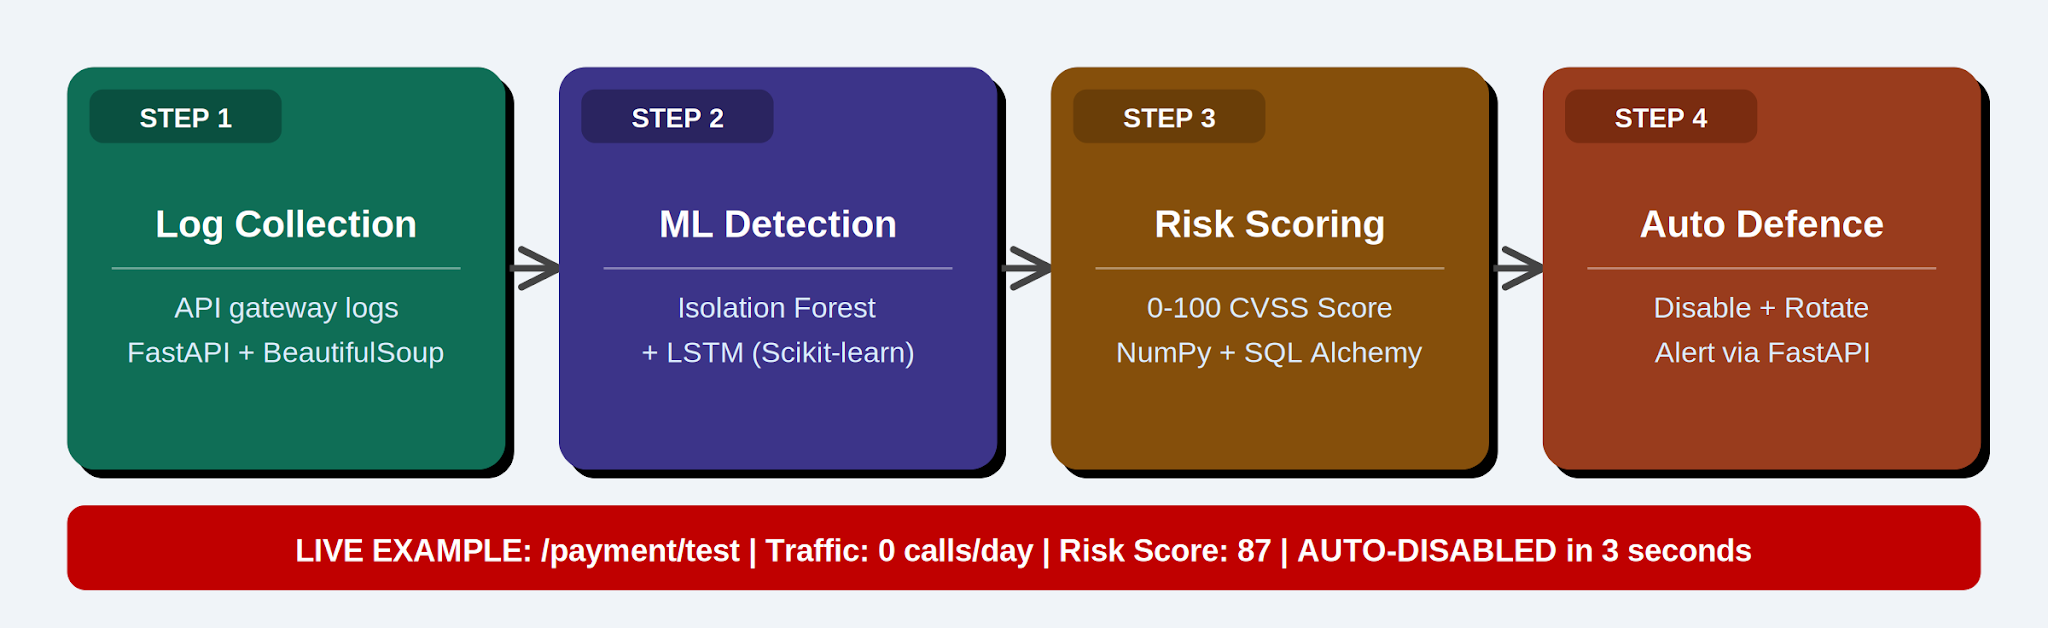 STEP 1
Log Collection
API gateway logs
FastAPI + BeautifulSoup
STEP 2
ML Detection
Isolation Forest
+ LSTM (Scikit-learn)
STEP 3
Risk Scoring
0-100 CVSS Score
NumPy + SQL Alchemy
STEP 4
Auto Defence
Disable + Rotate
Alert via FastAPI
LIVE EXAMPLE: /payment/test | Traffic: 0 calls/day | Risk Score: 87 | AUTO-DISABLED in 3 seconds